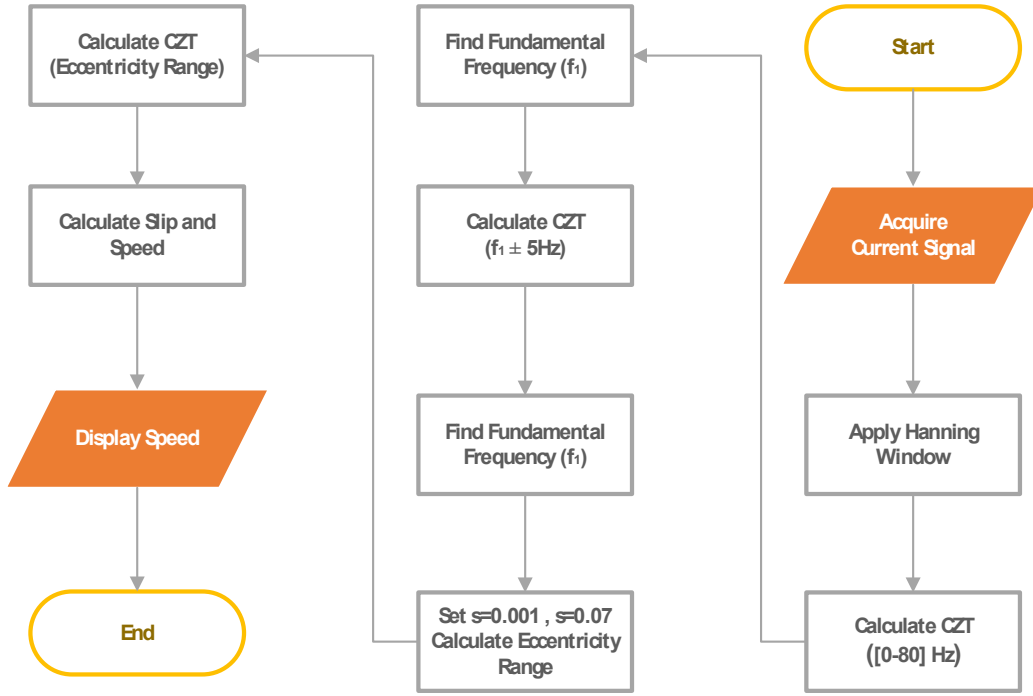 Start
Acquire
Current Signal
Apply Hanning
Window
Calculate CZT
([0-80] Hz)
Find Fundamental
Frequency (f₁)
Calculate CZT
(f₁ ± 5Hz)
Find Fundamental
Frequency (f₁)
Set s=0.001 , s=0.07
Calculate Eccentricity
Range
Calculate CZT
(Eccentricity Range)
Calculate Slip and
Speed
Display Speed
End